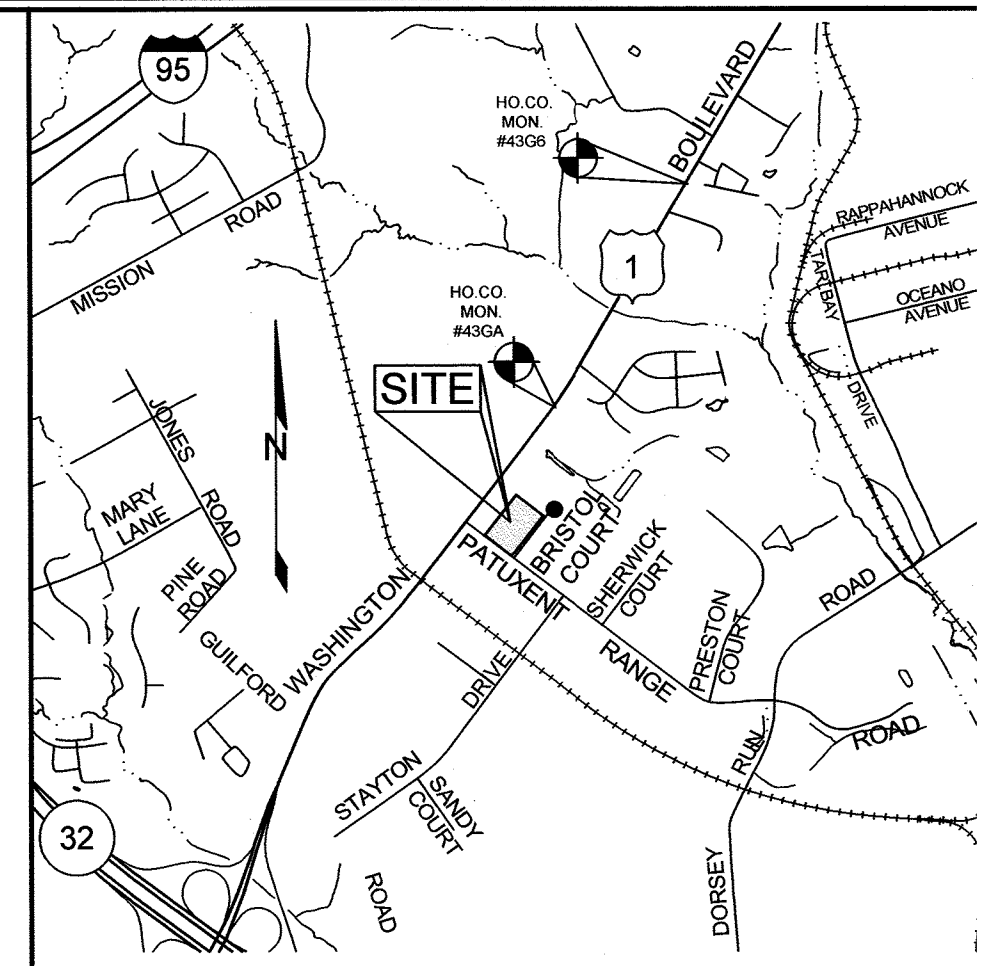 95
HO.CO.
MON.
#43G6
BOULEVARD
ROAD
MISSION
RAPPAHANNOCK
AVENUE
TARTBAY
DRIVE
OCEANO
AVENUE
1
HO.CO.
MON.
#43GA
SITE
N
JONES
ROAD
MARY
LANE
PINE
ROAD
GUILFORD
WASHINGTON
PATUXENT
RANGE
ROAD
BRISTOL
COURT
SHERWICK
COURT
PRESTON
COURT
ROAD
RUN
DORSEY
DRIVE
STAYTON
SANDY
COURT
ROAD
32